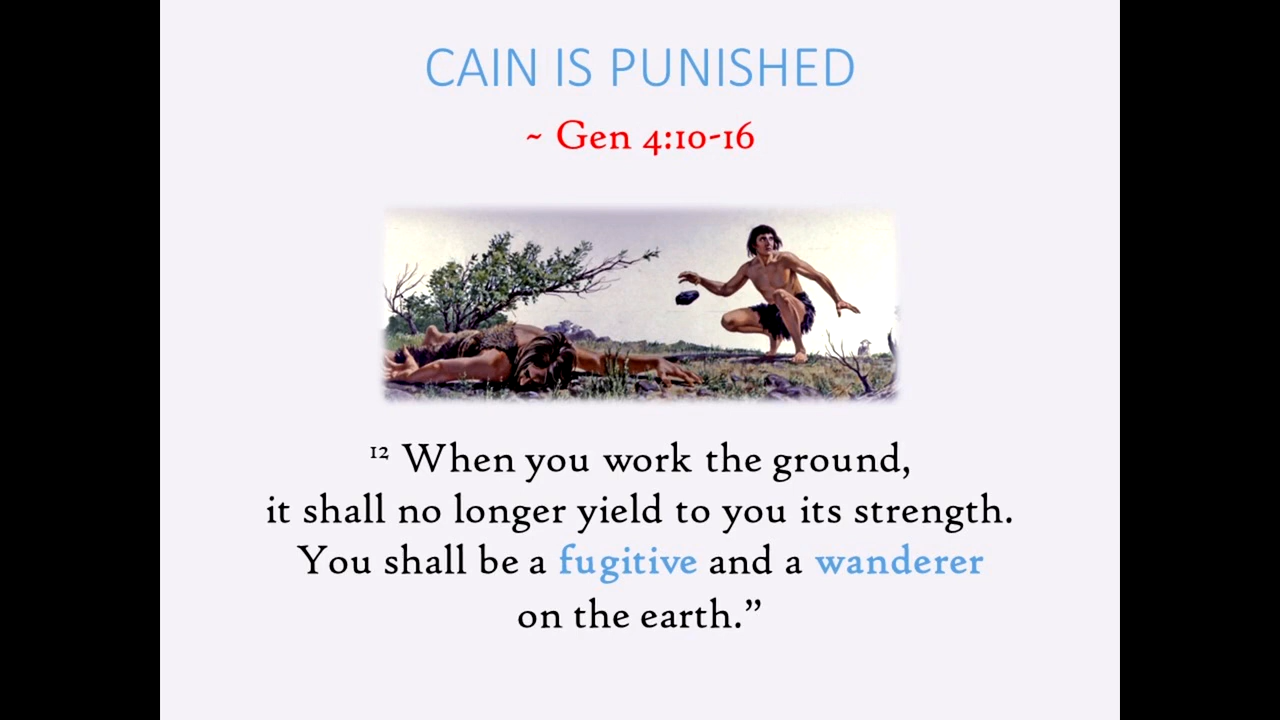 CAIN IS PUNISHED
~ Gen 4:10-16
12 When you work the ground,
it shall no longer yield to you its strength.
You shall be a fugitive and a wanderer
on the earth.”